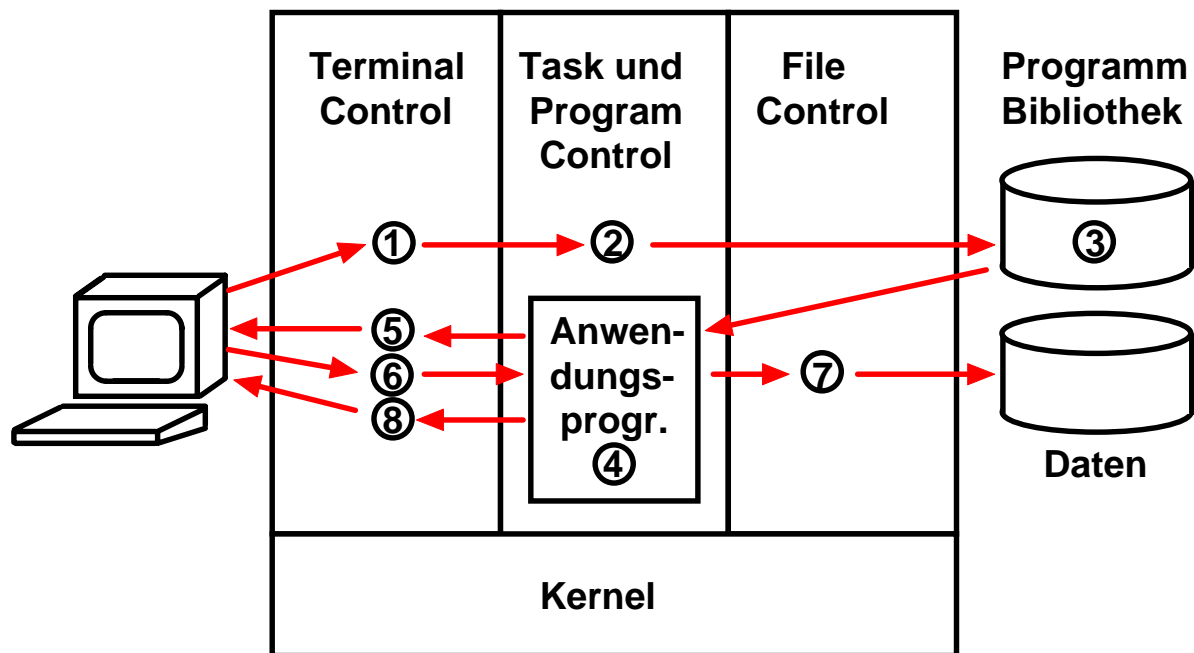 Terminal
Control
Task und
Program
Control
File
Control
Programm
Bibliothek
①
②
③
⑤
⑥
⑧
Anwen-
dungs-
progr.
④
⑦
Daten
Kernel